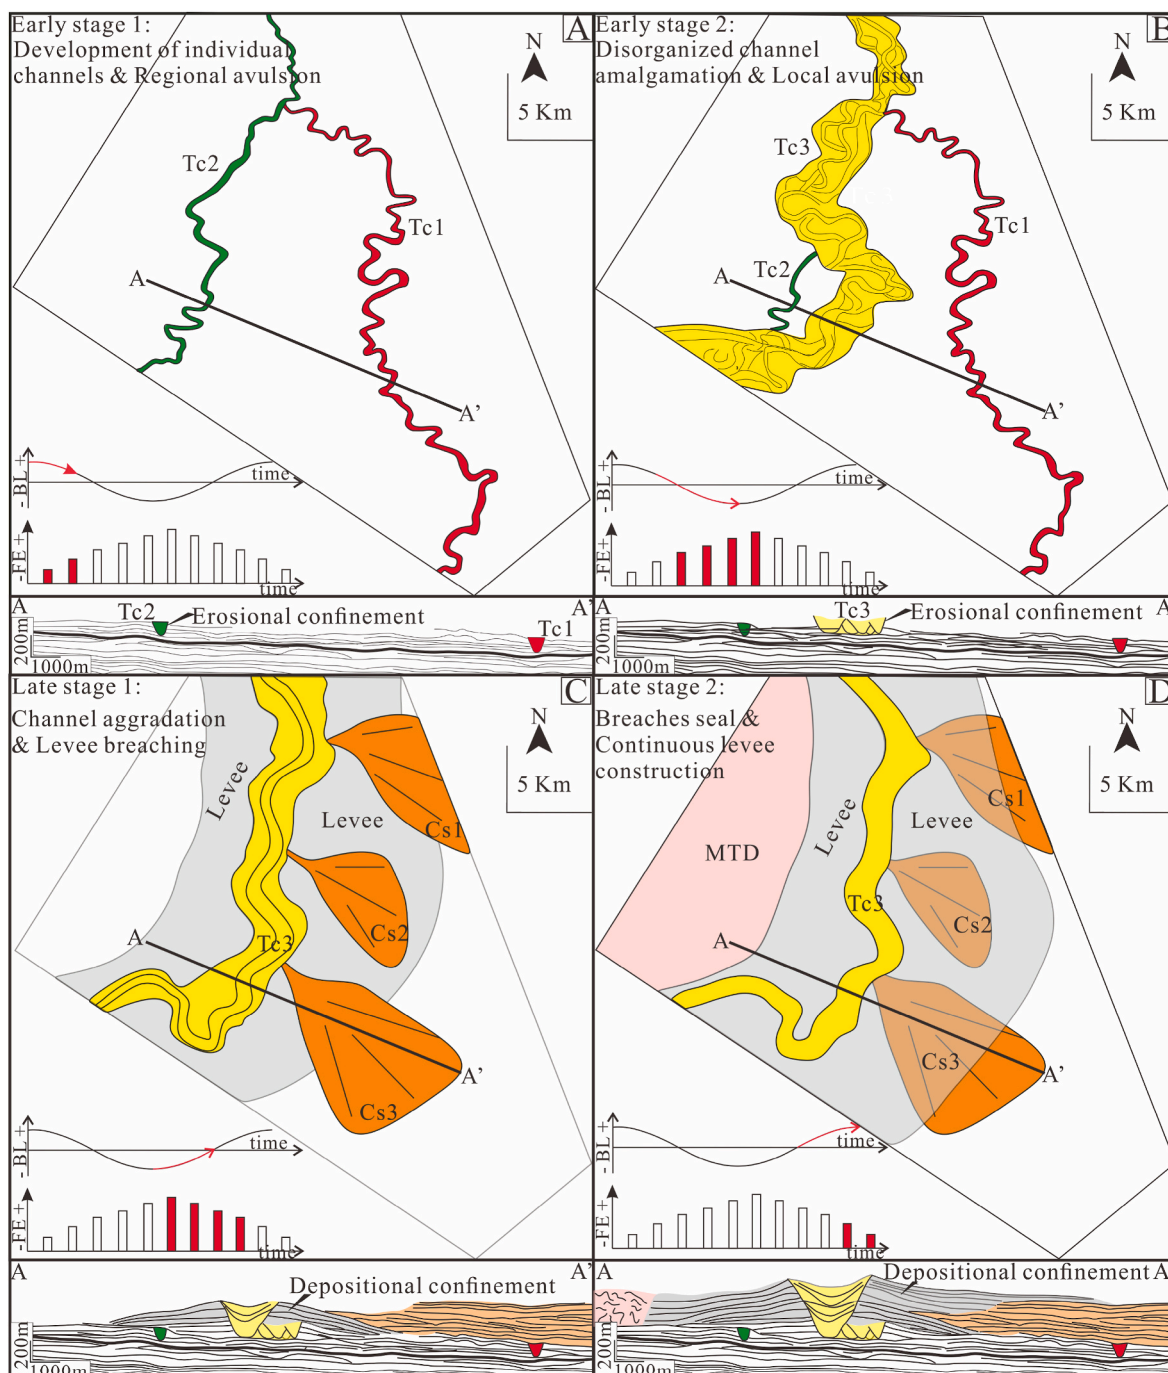 Early stage 1:
Development of individual
channels & Regional avulsion
A
N
5 Km
Tc2
Tc1
A
A'
- BL +
time
-FE+
time
A
Tc2
Erosional confinement
A'
Tc1
200m
1000m
Early stage 2:
Disorganized channel
amalgamation & Local avulsion
B
N
5 Km
Tc3
Tc1
Tc2
A
A'
- BL +
-FE+
A
Tc3
Erosional confinement
A
200m
1000m
Late stage 1:
Channel aggradation
& Levee breaching
C
N
5 Km
Levee
Levee
Cs1
Cs2
Tc3
A
A'
Cs3
- BL +
time
-FE+
time
A
Depositional confinement
A'
200m
1000m
Late stage 2:
Breaches seal &
Continuous levee
construction
D
N
5 Km
Levee
Levee
Cs1
MTD
Tc3
Cs2
A
Cs3
A'
- BL +
time
-FE+
time
A
Depositional confinement A
200m
1000m